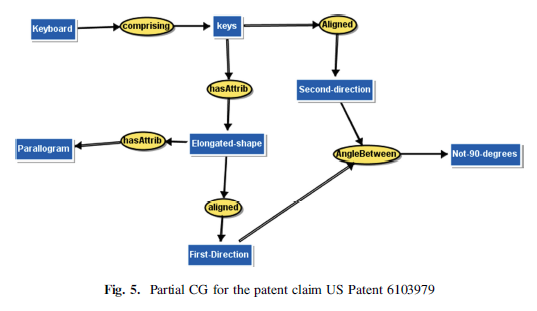 Keyboard
comprising
keys
Aligned
hasAttrib
Second-direction
Parallogram
hasAttrib
Elongated-shape
AngleBetween
Not-90-degrees
aligned
First-Direction
Fig. 5. Partial CG for the patent claim US Patent 6103979